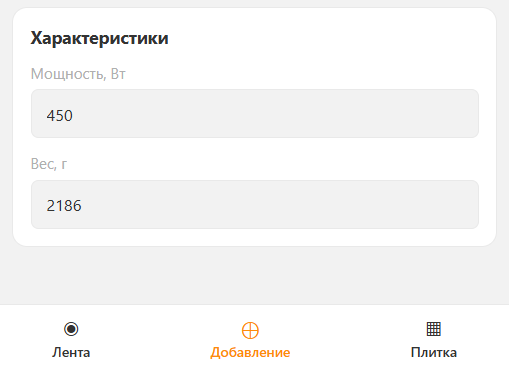 Характеристики
Мощность, Вт
450
Вес, г
2186
Лента
Добавление
Плитка